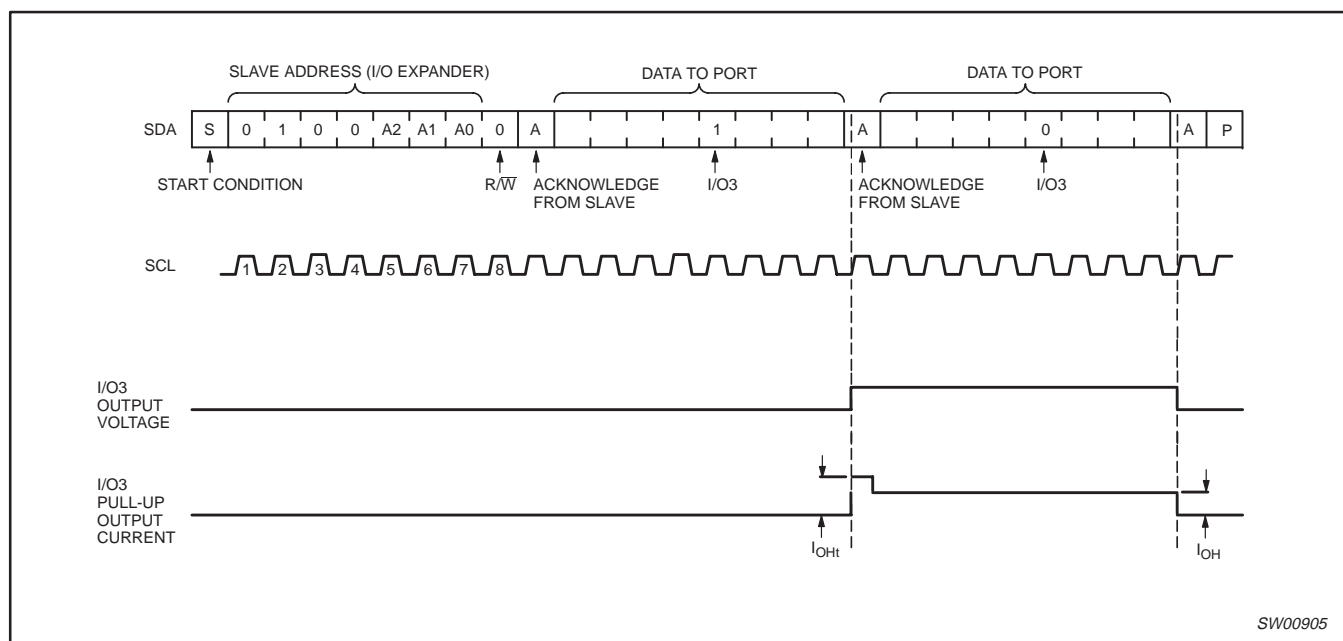 SLAVE ADDRESS (I/O EXPANDER) DATA TO PORT DATA TO PORT
SDA S 0 1 0 0 A2 A1 A0 0 A 1 A 0 A P
START CONDITION R/W̅ ACKNOWLEDGE FROM SLAVE I/O3 ACKNOWLEDGE FROM SLAVE I/O3
SCL 1 2 3 4 5 6 7 8
I/O3
OUTPUT
VOLTAGE
I/O3
PULL-UP
OUTPUT
CURRENT
IOHt IOH
SW00905